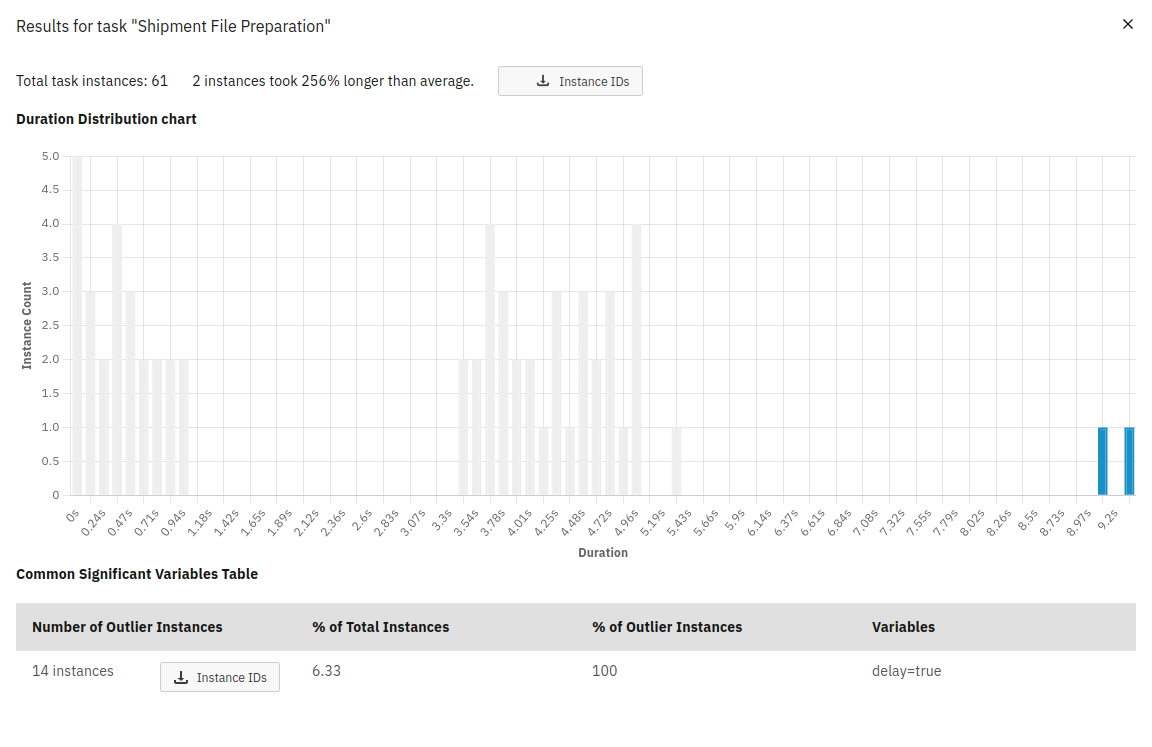 Results for task "Shipment File Preparation"
Total task instances: 61 2 instances took 256% longer than average. Instance IDs
Duration Distribution chart
5.0
4.5
4.0
3.5
3.0
2.5
2.0
1.5
1.0
0.5
0
Instance Count
0s 0.24s 0.47s 0.71s 0.94s 1.18s 1.42s 1.65s 1.89s 2.12s 2.36s 2.6s 2.83s 3.07s 3.3s 3.54s 3.78s 4.01s 4.25s 4.48s 4.72s 4.96s 5.19s 5.43s 5.66s 5.9s 6.14s 6.37s 6.61s 6.84s 7.08s 7.32s 7.55s 7.79s 8.02s 8.26s 8.5s 8.73s 8.97s 9.2s
Duration
Common Significant Variables Table
Number of Outlier Instances % of Total Instances % of Outlier Instances Variables
14 instances Instance IDs 6.33 100 delay=true